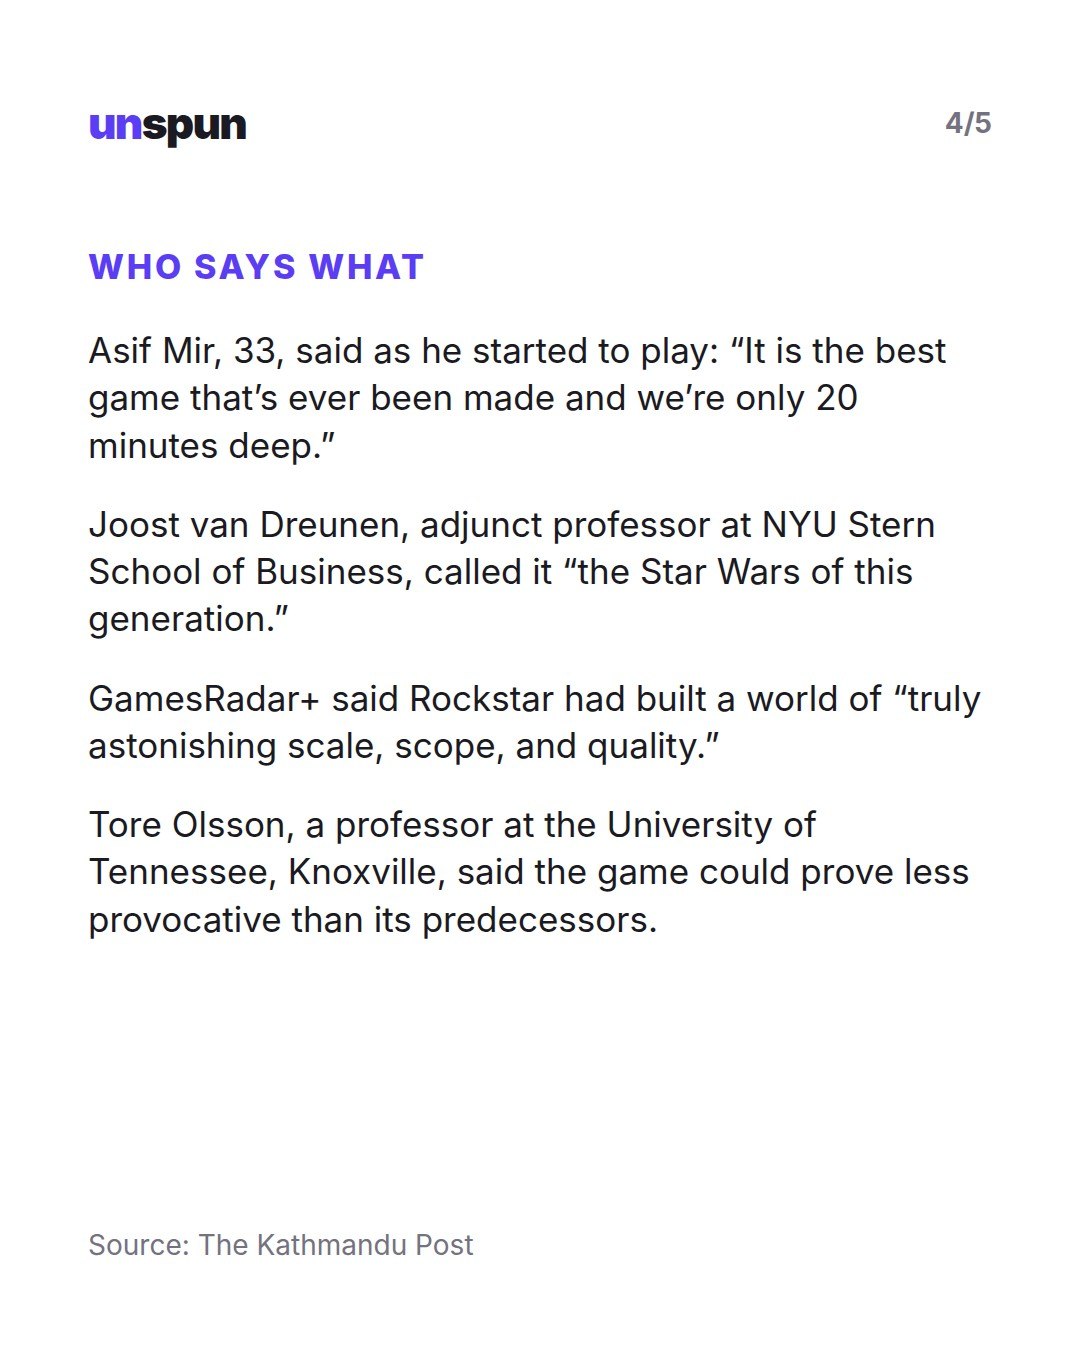 unspun
4/5
WHO SAYS WHAT
Asif Mir, 33, said as he started to play: “It is the best
game that’s ever been made and we’re only 20
minutes deep.”
Joost van Dreunen, adjunct professor at NYU Stern
School of Business, called it “the Star Wars of this
generation.”
GamesRadar+ said Rockstar had built a world of “truly
astonishing scale, scope, and quality.”
Tore Olsson, a professor at the University of
Tennessee, Knoxville, said the game could prove less
provocative than its predecessors.
Source: The Kathmandu Post